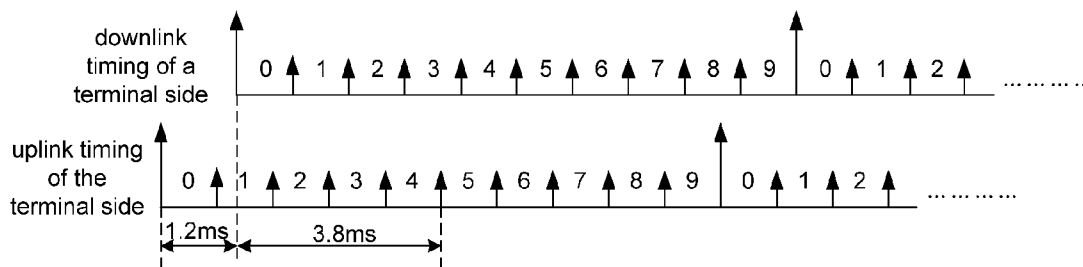 downlink
timing of a
terminal side
0 1 2 3 4 5 6 7 8 9 0 1 2 … … … …
uplink timing
of the
terminal side
0 1 2 3 4 5 6 7 8 9 0 1 2 … … … …
1.2ms 3.8ms